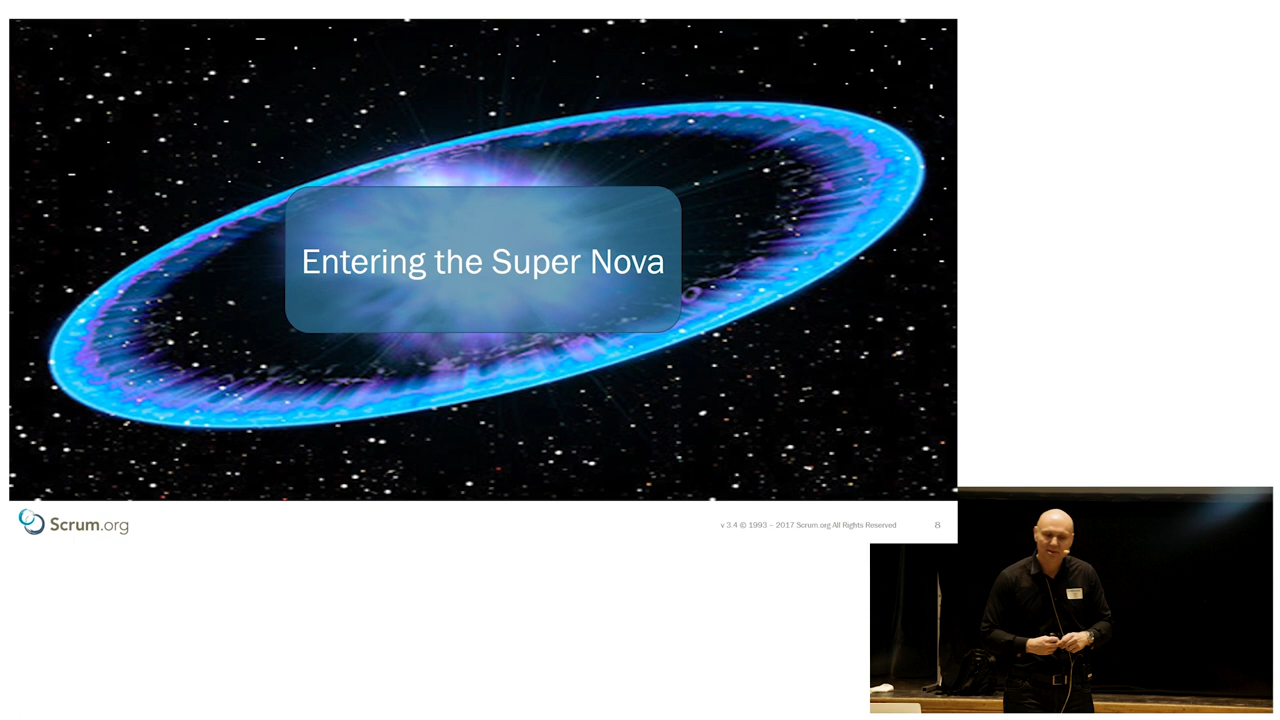 Entering the Super Nova
Scrum.org
v 3.4 © 1993 – 2017 Scrum.org All Rights Reserved
8